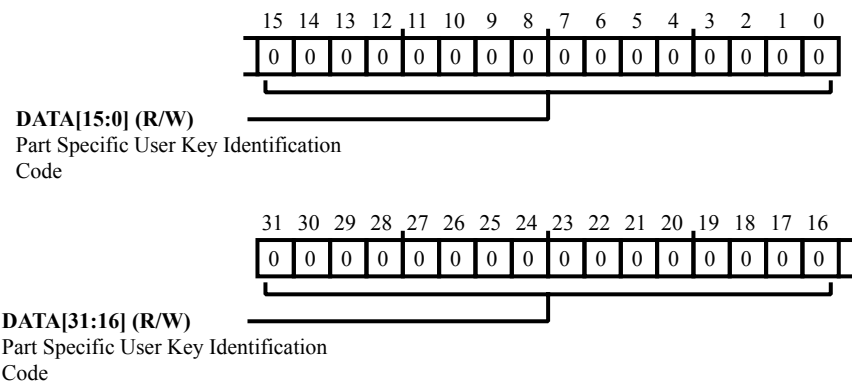 15 14 13 12 11 10 9 8 7 6 5 4 3 2 1 0
0 0 0 0 0 0 0 0 0 0 0 0 0 0 0 0
DATA[15:0] (R/W)
Part Specific User Key Identification
Code
31 30 29 28 27 26 25 24 23 22 21 20 19 18 17 16
0 0 0 0 0 0 0 0 0 0 0 0 0 0 0 0
DATA[31:16] (R/W)
Part Specific User Key Identification
Code